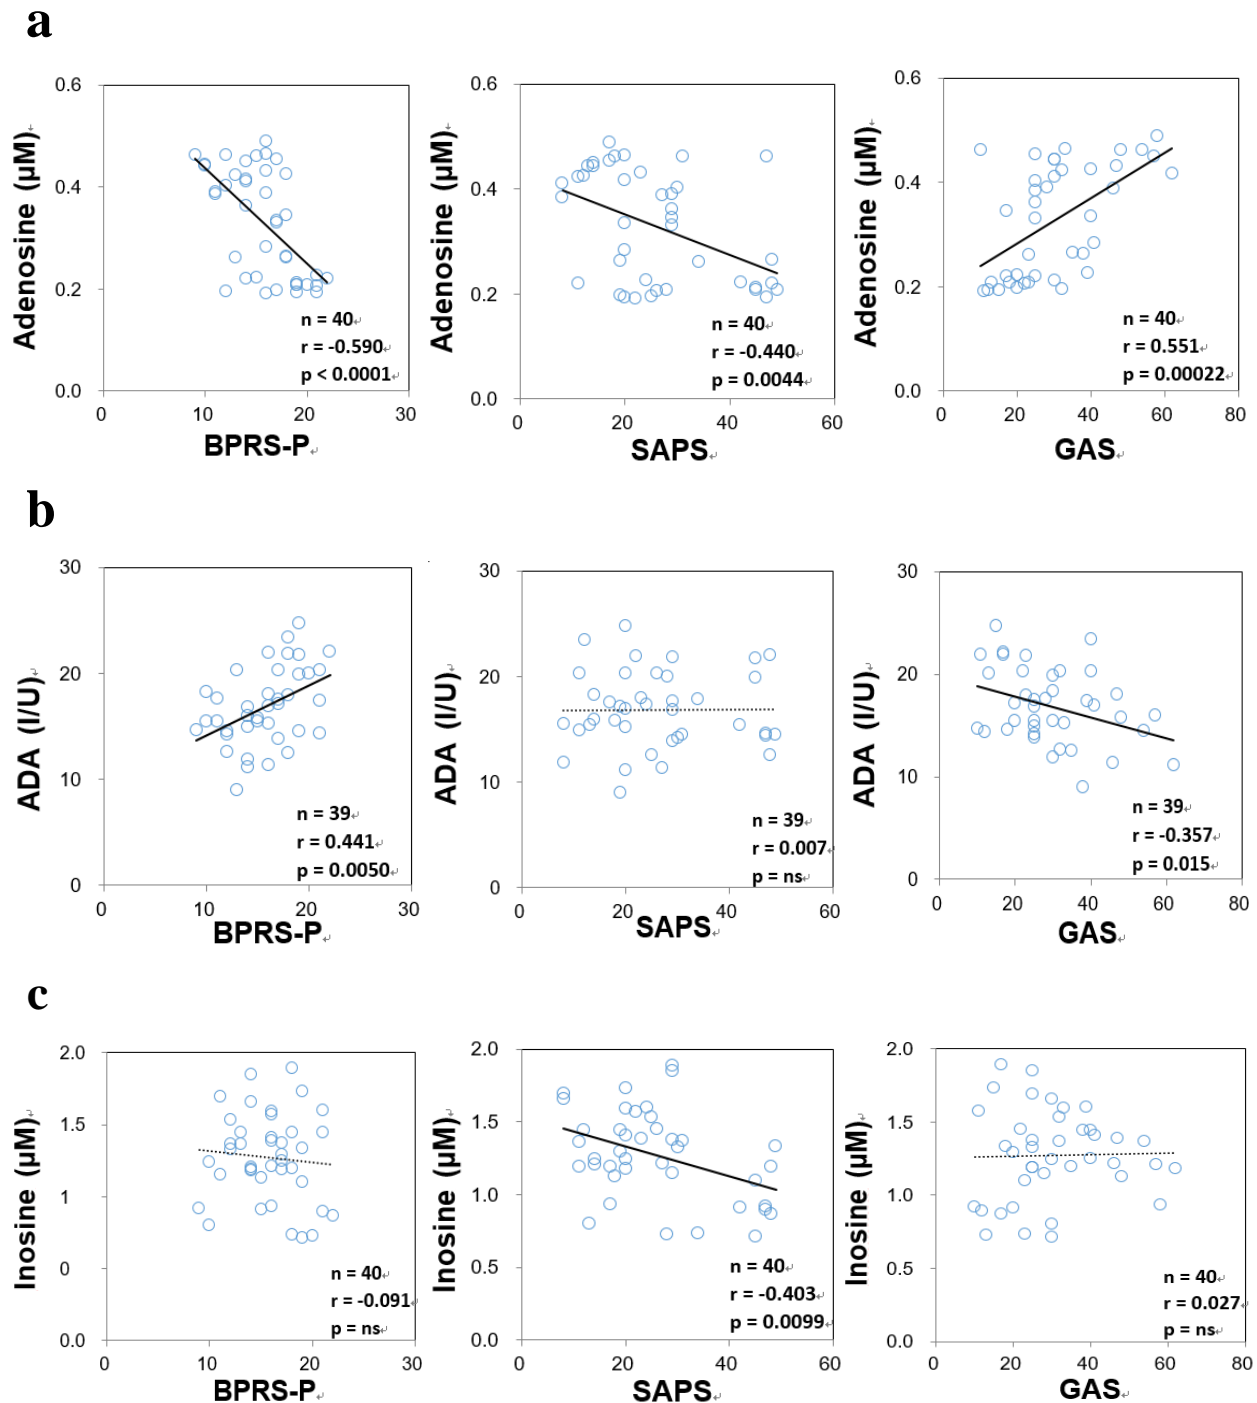 a
0.6
0.4
0.2
0.0
0
10
20
30
Adenosine (μM)
BPRS-P
n = 40
r = -0.590
p < 0.0001
0.6
0.4
0.2
0.0
0
20
40
60
Adenosine (μM)
SAPS
n = 40
r = -0.440
p = 0.0044
0.6
0.4
0.2
0.0
0
20
40
60
80
Adenosine (μM)
GAS
n = 40
r = 0.551
p = 0.00022
b
30
20
10
0
0
10
20
30
ADA (I/U)
BPRS-P
n = 39
r = 0.441
p = 0.0050
30
20
10
0
0
20
40
60
ADA (I/U)
SAPS
n = 39
r = 0.007
p = ns
30
20
10
0
0
20
40
60
80
ADA (I/U)
GAS
n = 39
r = -0.357
p = 0.015
c
2.0
1.5
1
0
0.0
0
10
20
30
Inosine (μM)
BPRS-P
n = 40
r = -0.091
p = ns
2.0
1.5
1.0
0.5
0.0
0
20
40
60
Inosine (μM)
SAPS
n = 40
r = -0.403
p = 0.0099
2.0
1.5
1.0
0.5
0.0
0
20
40
60
80
Inosine (μM)
GAS
n = 40
r = 0.027
p = ns